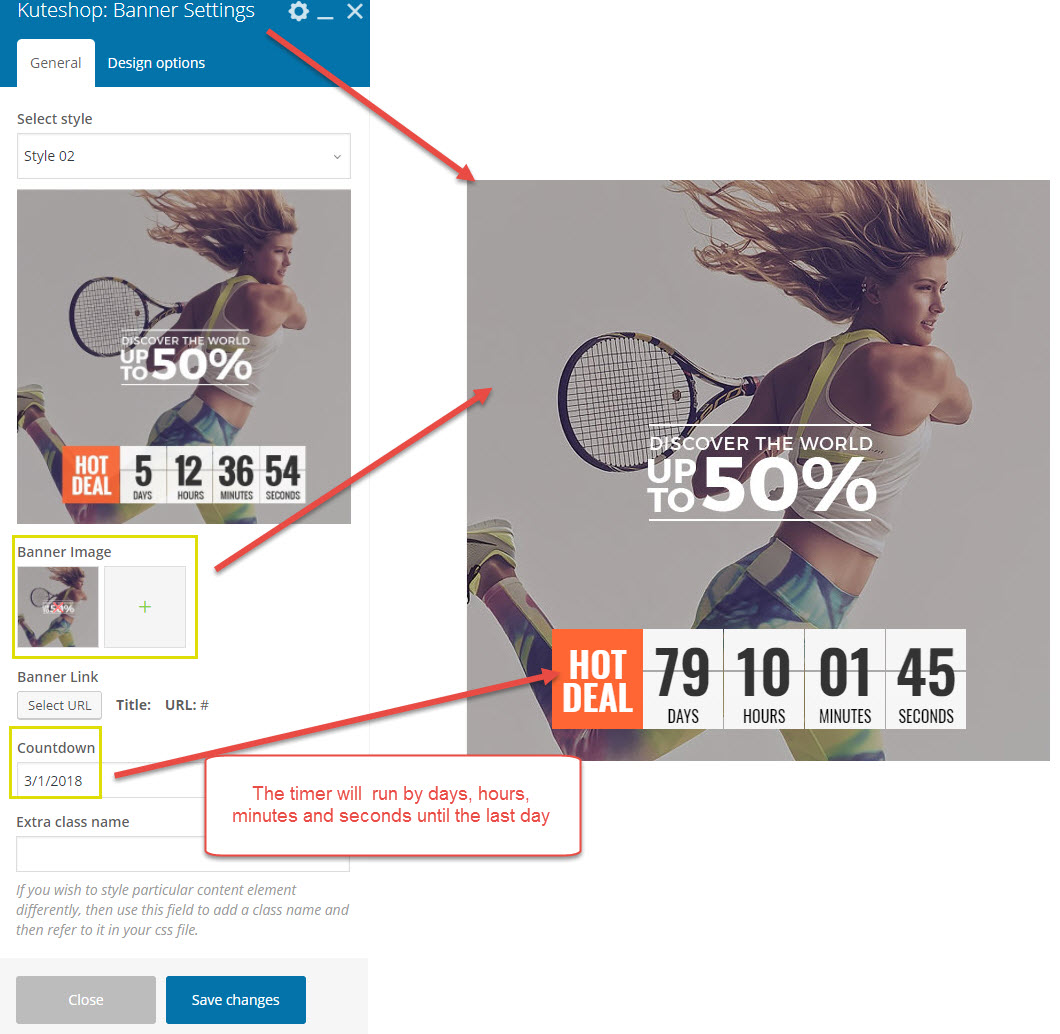 Kuteshop: Banner Settings
General
Design options
Select style
Style 02
DISCOVER THE WORLD
UP TO 50%
HOT DEAL
5 12 36 54
DAYS HOURS MINUTES SECONDS
Banner Image
50%
+
Banner Link
Select URL Title: URL: #
Countdown
3/1/2018
Extra class name
If you wish to style particular content element
differently, then use this field to add a class name and
then refer to it in your css file.
Close
Save changes
DISCOVER THE WORLD
UP TO 50%
HOT DEAL
79 10 01 45
DAYS HOURS MINUTES SECONDS
The timer will run by days, hours,
minutes and seconds until the last day